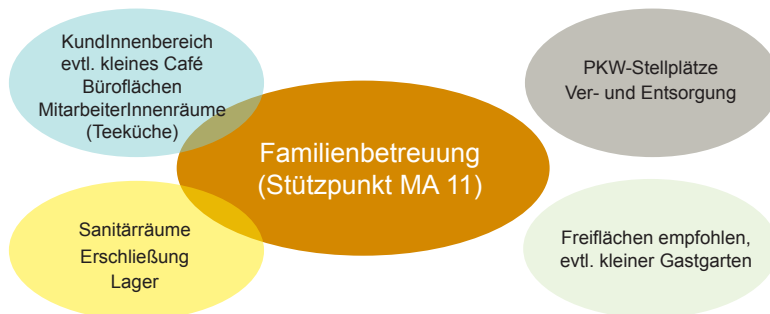 KundInnenbereich
evtl. kleines Café
Büroflächen
MitarbeiterInnenräume
(Teeküche)
PKW-Stellplätze
Ver- und Entsorgung
Familienbetreuung
(Stützpunkt MA 11)
Sanitärräume
Erschließung
Lager
Freiflächen empfohlen,
evtl. kleiner Gastgarten